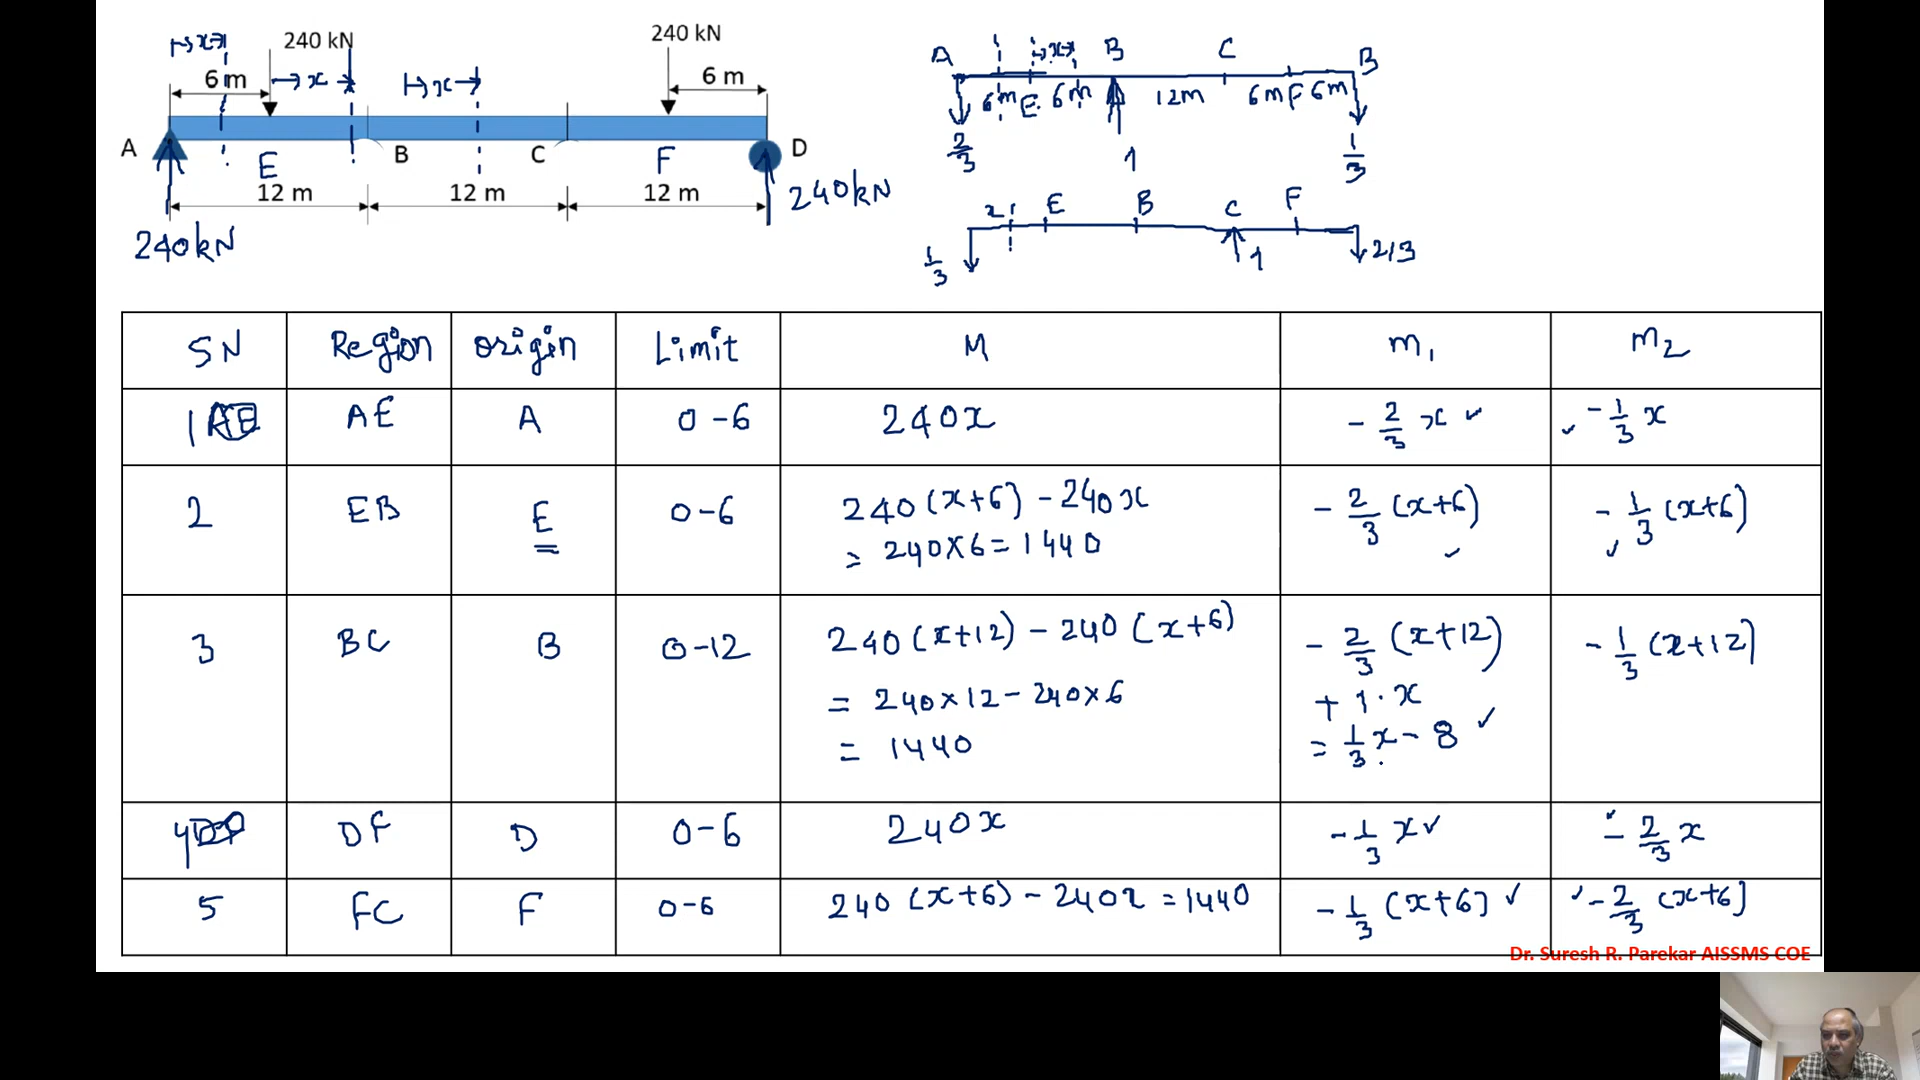 240 kN
6 m
x
x
A
E
B
C
F
D
12 m
12 m
12 m
240 kN
6 m
240kN
240kN
A
x
B
C
B
6m
E
6m
12m
6m
F
6m
2/3
1
1/3
x
E
B
C
F
1/3
1
2/3
SN Region Origin Limit M m1 m2
1 AE A 0-6 240x - 2/3 x ✓ ✓ - 1/3 x
2 EB E 0-6 240(x+6) - 240x - 2/3 (x+6) - 1/3 (x+6)
= 240×6 = 1440 ✓ ✓
3 BC B 0-12 240(x+12) - 240(x+6) - 2/3 (x+12) - 1/3 (x+12)
= 240×12 - 240×6 + 1·x
= 1440 = 1/3 x - 8 ✓
4 DF D 0-6 240x - 1/3 x ✓ - 2/3 x
5 FC F 0-6 240(x+6) - 240x = 1440 - 1/3 (x+6) ✓ ✓ - 2/3 (x+6)
Dr. Suresh R. Parekar AISSMS COE